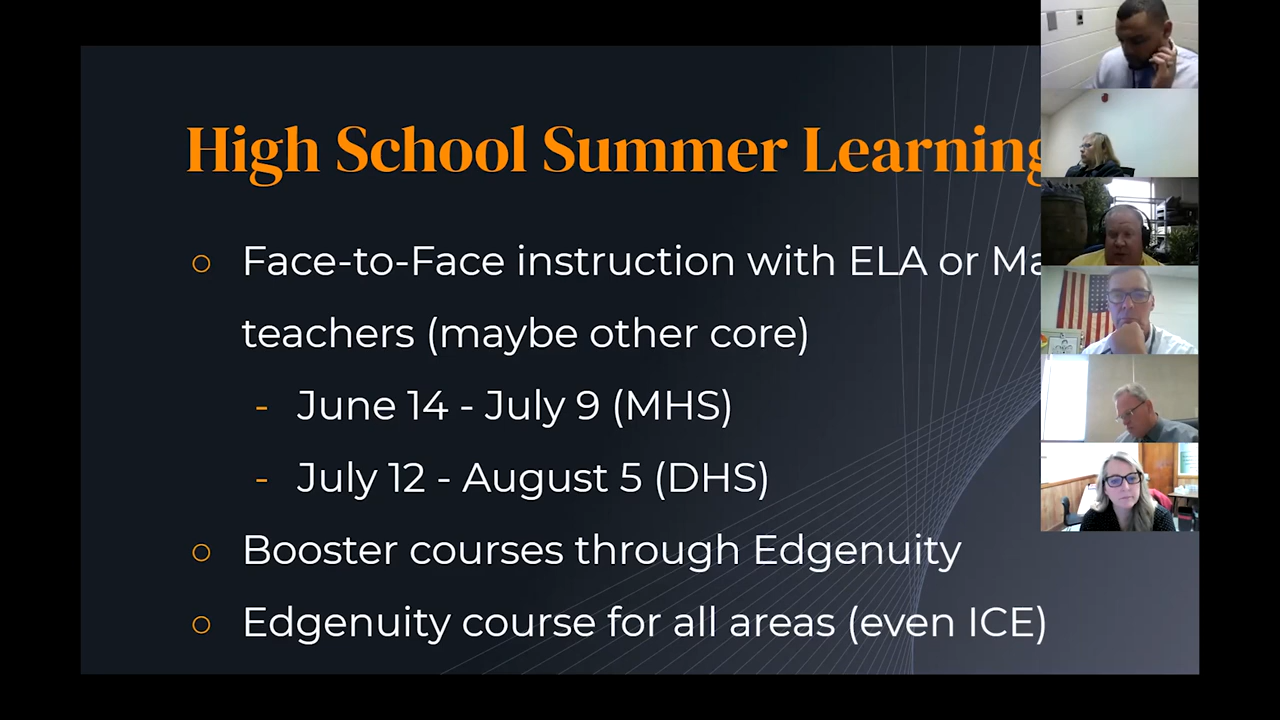 High School Summer Learning
○ Face-to-Face instruction with ELA or
teachers (maybe other core)
- June 14 - July 9 (MHS)
- July 12 - August 5 (DHS)
○ Booster courses through Edgenuity
○ Edgenuity course for all areas (even ICE)